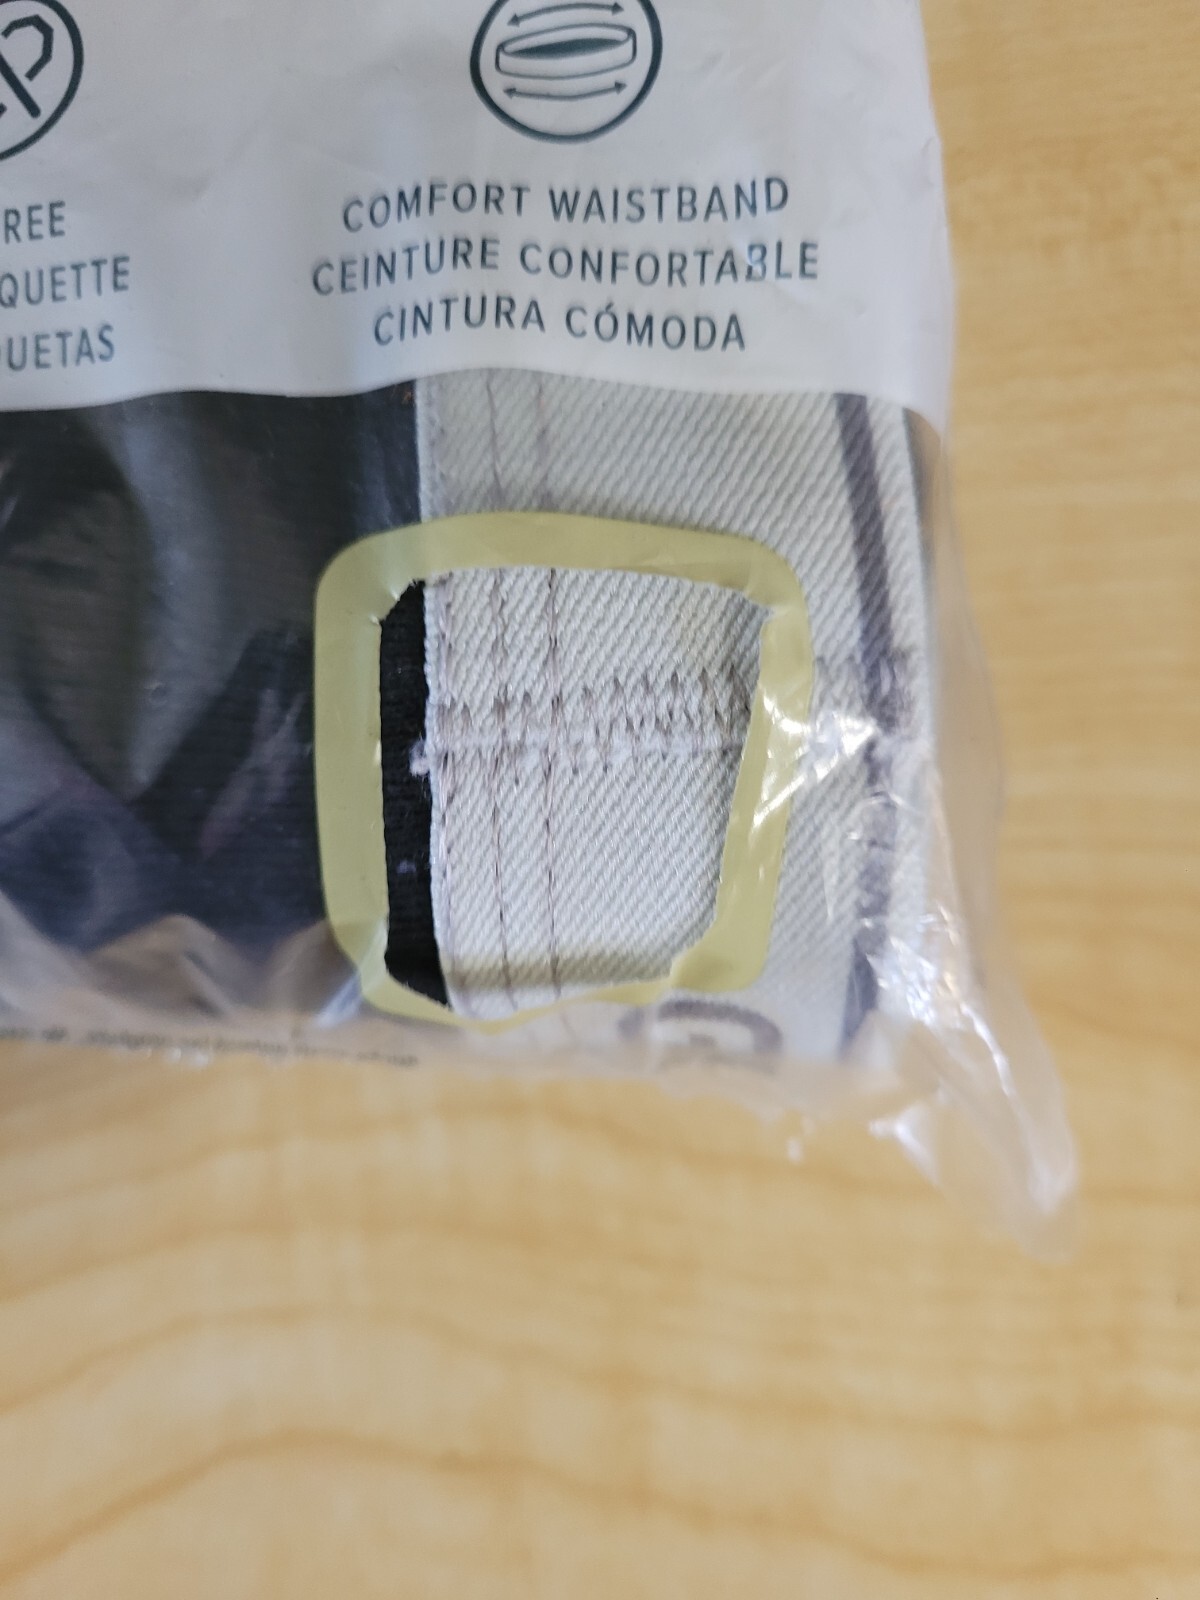 REE
QUETTE
UETAS
COMFORT WAISTBAND
CEINTURE CONFORTABLE
CINTURA CÓMODA